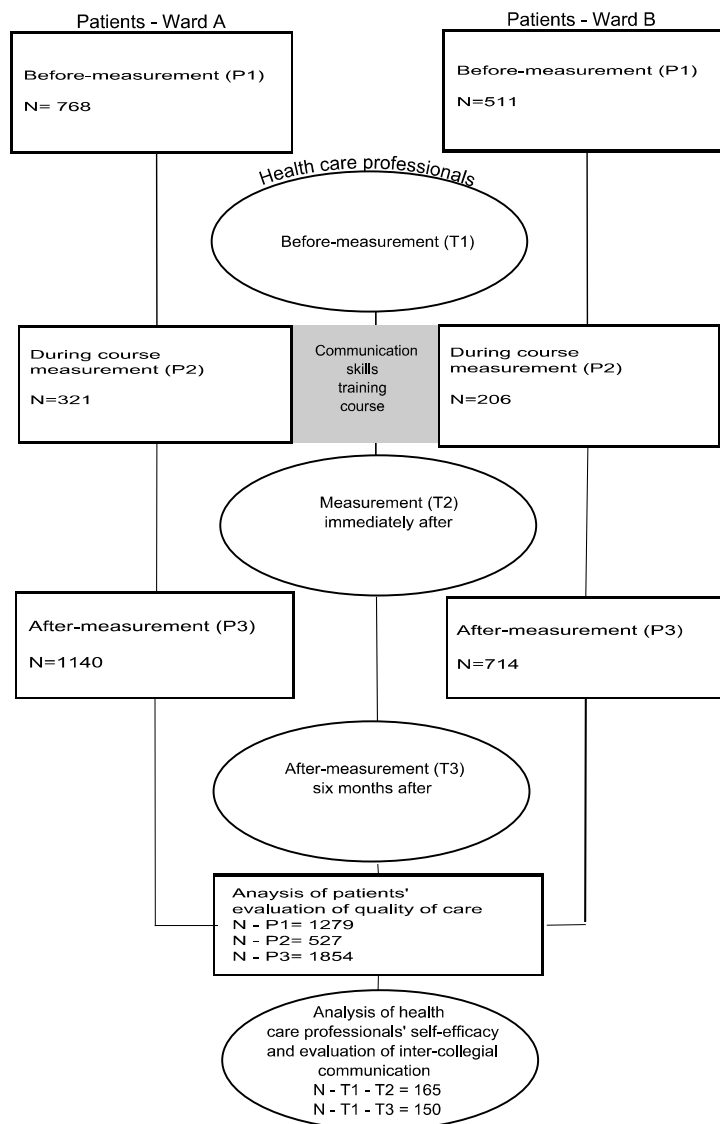 Patients - Ward A
Patients - Ward B
Before-measurement (P1)
N= 768
Before-measurement (P1)
N=511
Health care professionals
Before-measurement (T1)
During course
measurement (P2)
N=321
Communication
skills
training
course
During course
measurement (P2)
N=206
Measurement (T2)
immediately after
After-measurement (P3)
N=1140
After-measurement (P3)
N=714
After-measurement (T3)
six months after
Anaysis of patients'
evaluation of quality of care
N - P1= 1279
N - P2= 527
N - P3= 1854
Analysis of health
care professionals' self-efficacy
and evaluation of inter-collegial
communication
N - T1 - T2 = 165
N - T1 - T3 = 150